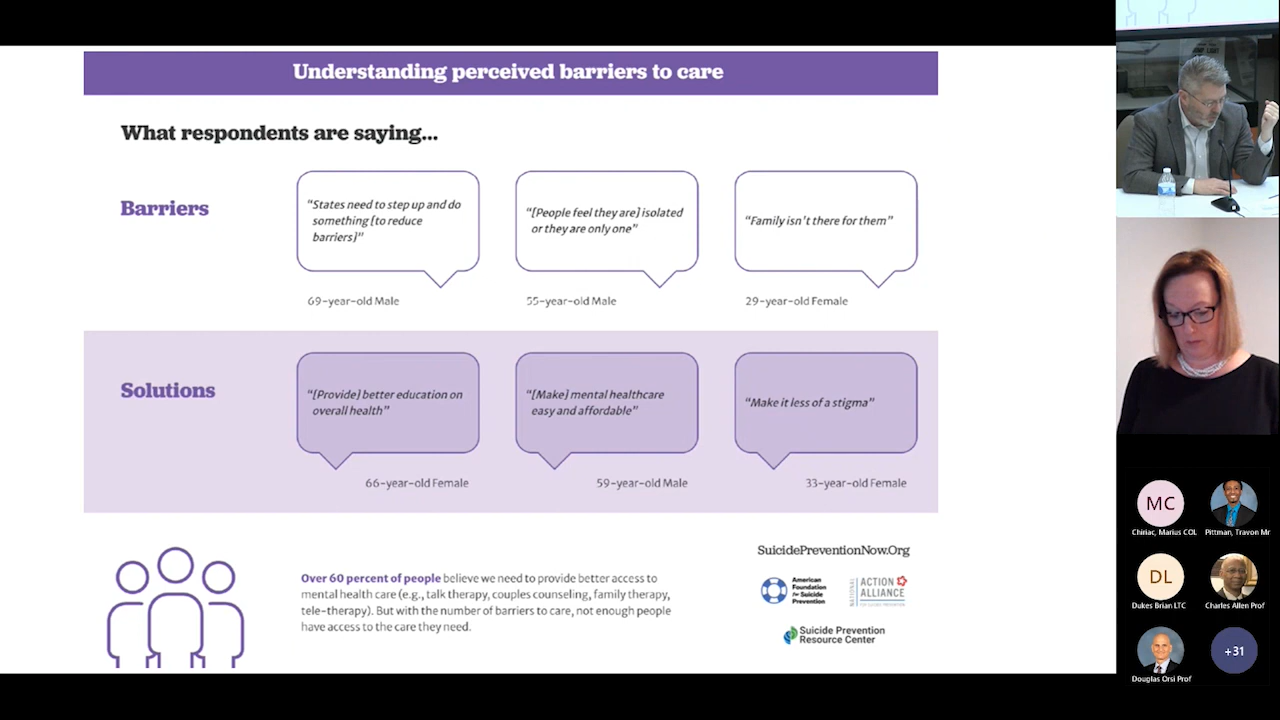 Understanding perceived barriers to care
What respondents are saying...
Barriers
“States need to step up and do
something [to reduce
barriers]”
69-year-old Male
“[People feel they are] isolated
or they are only one”
55-year-old Male
“Family isn't there for them”
29-year-old Female
Solutions
“[Provide] better education on
overall health”
66-year-old Female
“[Make] mental healthcare
easy and affordable”
59-year-old Male
“Make it less of a stigma”
33-year-old Female
Over 60 percent of people believe we need to provide better access to
mental health care (e.g., talk therapy, couples counseling, family therapy,
tele-therapy). But with the number of barriers to care, not enough people
have access to the care they need.
SuicidePreventionNow.Org
American
Foundation
for Suicide
Prevention
NATIONAL
ACTION
ALLIANCE
FOR SUICIDE PREVENTION
Suicide Prevention
Resource Center
MC
Chiriac, Marius COL
Pittman, Travon Mr
DL
Dukes Brian LTC
Charles Allen Prof
Douglas Orsi Prof
+31